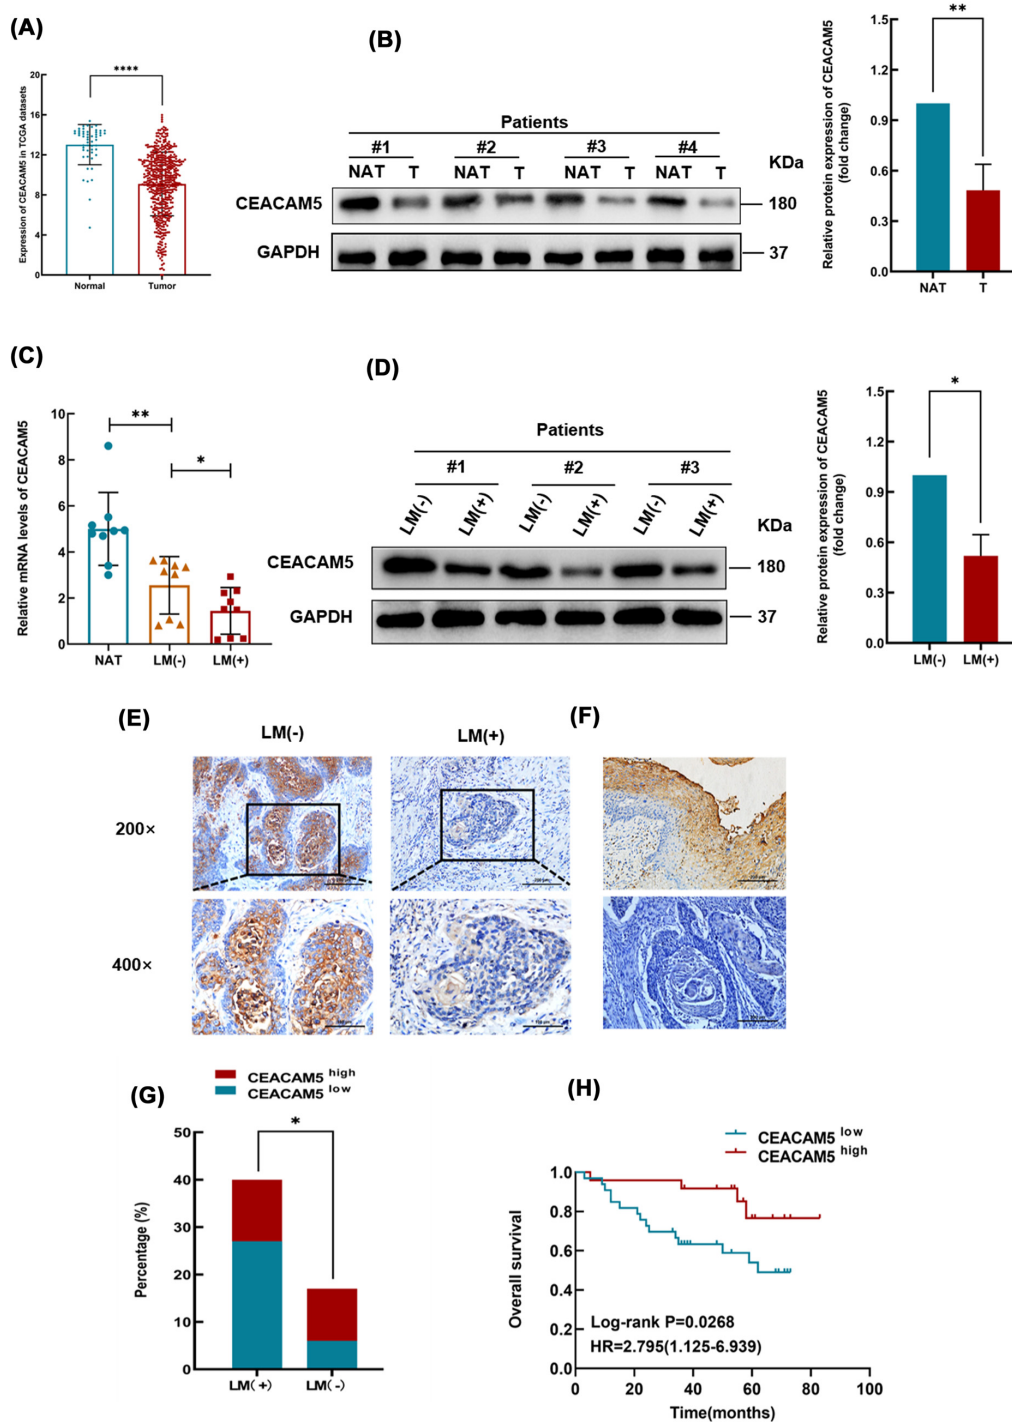 (A)
Expression of CEACAM5 in TCGA datasets
20
16
12
8
4
0
****
Normal
Tumor
(B)
Patients
#1 #2 #3 #4
NAT T NAT T NAT T NAT T
KDa
CEACAM5
180
GAPDH
37
Relative protein expression of CEACAM5
(fold change)
1.5
1.2
0.9
0.6
0.3
0.0
**
NAT
T
(C)
Relative mRNA levels of CEACAM5
10
8
6
4
2
0
**
*
NAT
LM(-)
LM(+)
(D)
Patients
#1 #2 #3
LM(-) LM(+) LM(-) LM(+) LM(-) LM(+)
KDa
CEACAM5
180
GAPDH
37
Relative protein expression of CEACAM5
(fold change)
1.5
1.2
0.9
0.6
0.3
0.0
*
LM(-)
LM(+)
(E)
LM(-)
LM(+)
200×
400×
(F)
(G)
CEACAM5 high
CEACAM5 low
Percentage (%)
50
40
30
20
10
0
*
LM(+)
LM(-)
(H)
CEACAM5 low
CEACAM5 high
Overall survival
1.0
0.8
0.6
0.4
0.2
0.0
Log-rank P=0.0268
HR=2.795(1.125-6.939)
0 20 40 60 80 100
Time(months)